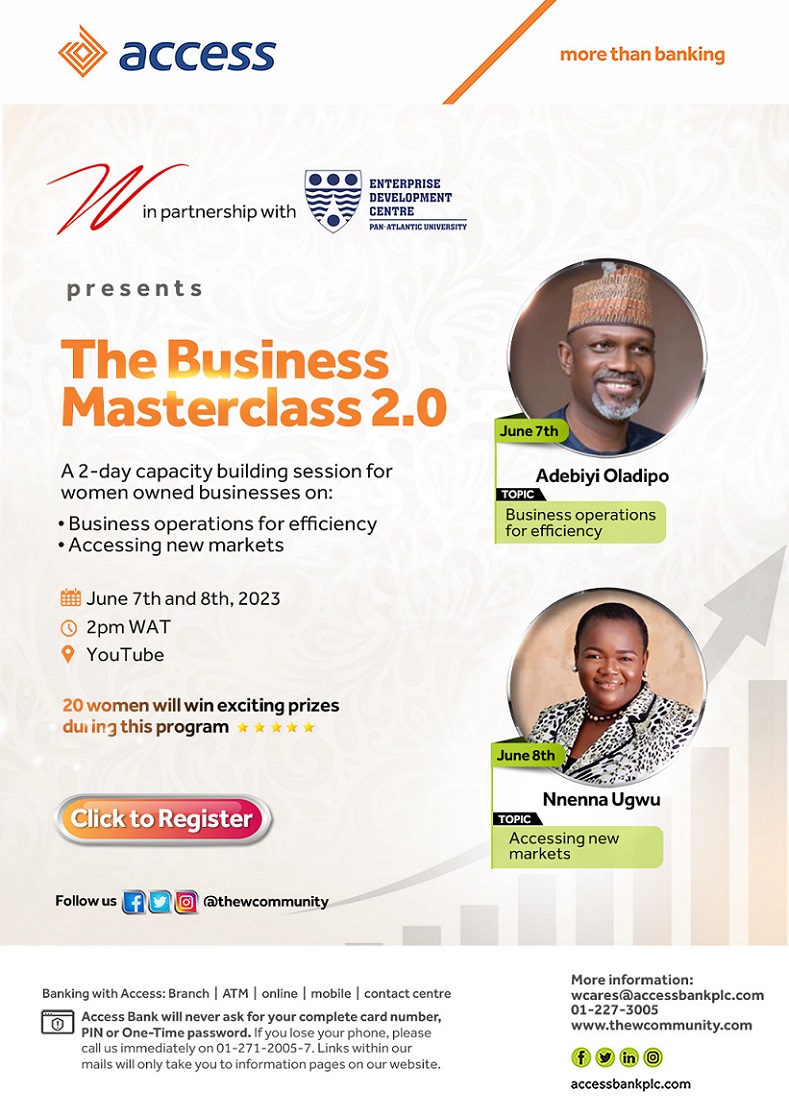 access
more than banking
W
in partnership with
ENTERPRISE
DEVELOPMENT
CENTRE
PAN-ATLANTIC UNIVERSITY
presents
The Business
Masterclass 2.0
A 2-day capacity building session for
women owned businesses on:
• Business operations for efficiency
• Accessing new markets
June 7th and 8th, 2023
2pm WAT
YouTube
20 women will win exciting prizes
during this program
Click to Register
Follow us @thewcommunity
June 7th
Adebiyi Oladipo
TOPIC
Business operations
for efficiency
June 8th
Nnenna Ugwu
TOPIC
Accessing new
markets
Banking with Access: Branch | ATM | online | mobile | contact centre
Access Bank will never ask for your complete card number,
PIN or One-Time password. If you lose your phone, please
call us immediately on 01-271-2005-7. Links within our
mails will only take you to information pages on our website.
More information:
wcares@accessbankplc.com
01-227-3005
www.thewcommunity.com
accessbankplc.com